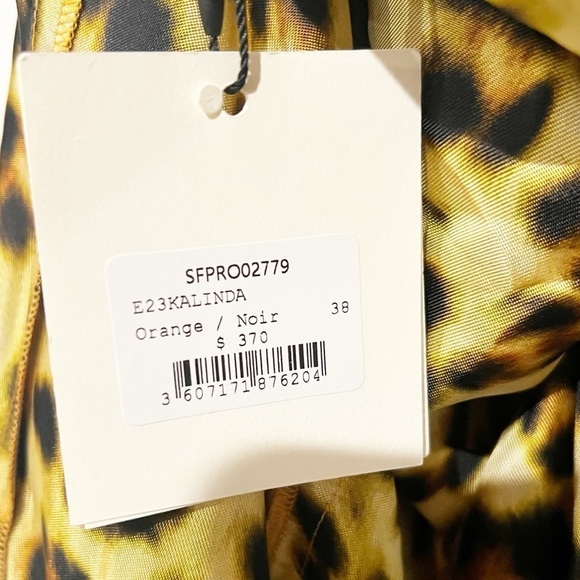 SFPRO02779
E23KALINDA
Orange / Noir 38
$ 370
3 607171 876204